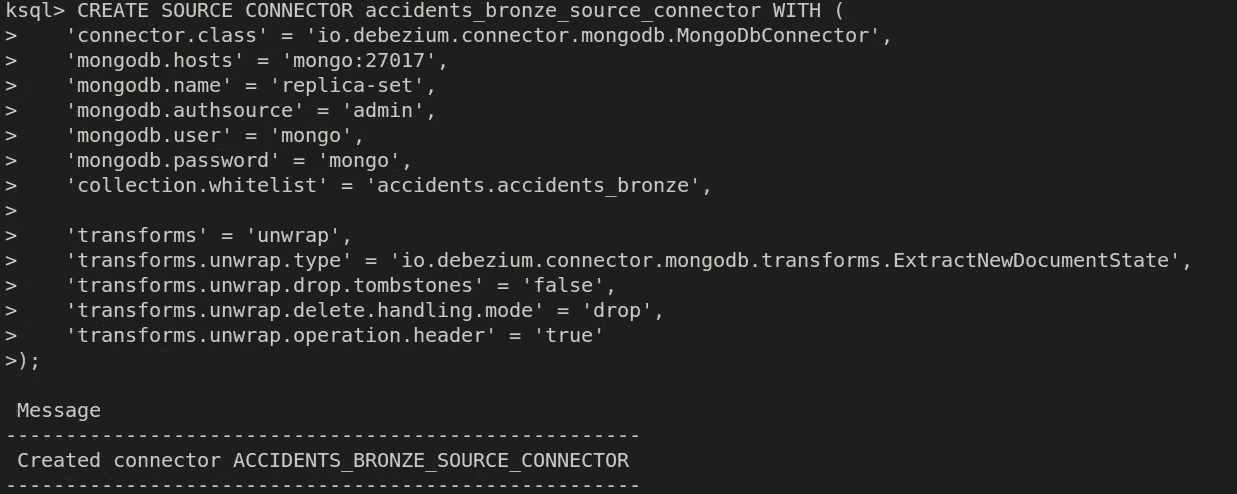 ksql> CREATE SOURCE CONNECTOR accidents_bronze_source_connector WITH (
>    'connector.class' = 'io.debezium.connector.mongodb.MongoDbConnector',
>    'mongodb.hosts' = 'mongo:27017',
>    'mongodb.name' = 'replica-set',
>    'mongodb.authsource' = 'admin',
>    'mongodb.user' = 'mongo',
>    'mongodb.password' = 'mongo',
>    'collection.whitelist' = 'accidents.accidents_bronze',
>
>    'transforms' = 'unwrap',
>    'transforms.unwrap.type' = 'io.debezium.connector.mongodb.transforms.ExtractNewDocumentState',
>    'transforms.unwrap.drop.tombstones' = 'false',
>    'transforms.unwrap.delete.handling.mode' = 'drop',
>    'transforms.unwrap.operation.header' = 'true'
>);
 Message
-----------------------------------------------------
 Created connector ACCIDENTS_BRONZE_SOURCE_CONNECTOR
-----------------------------------------------------